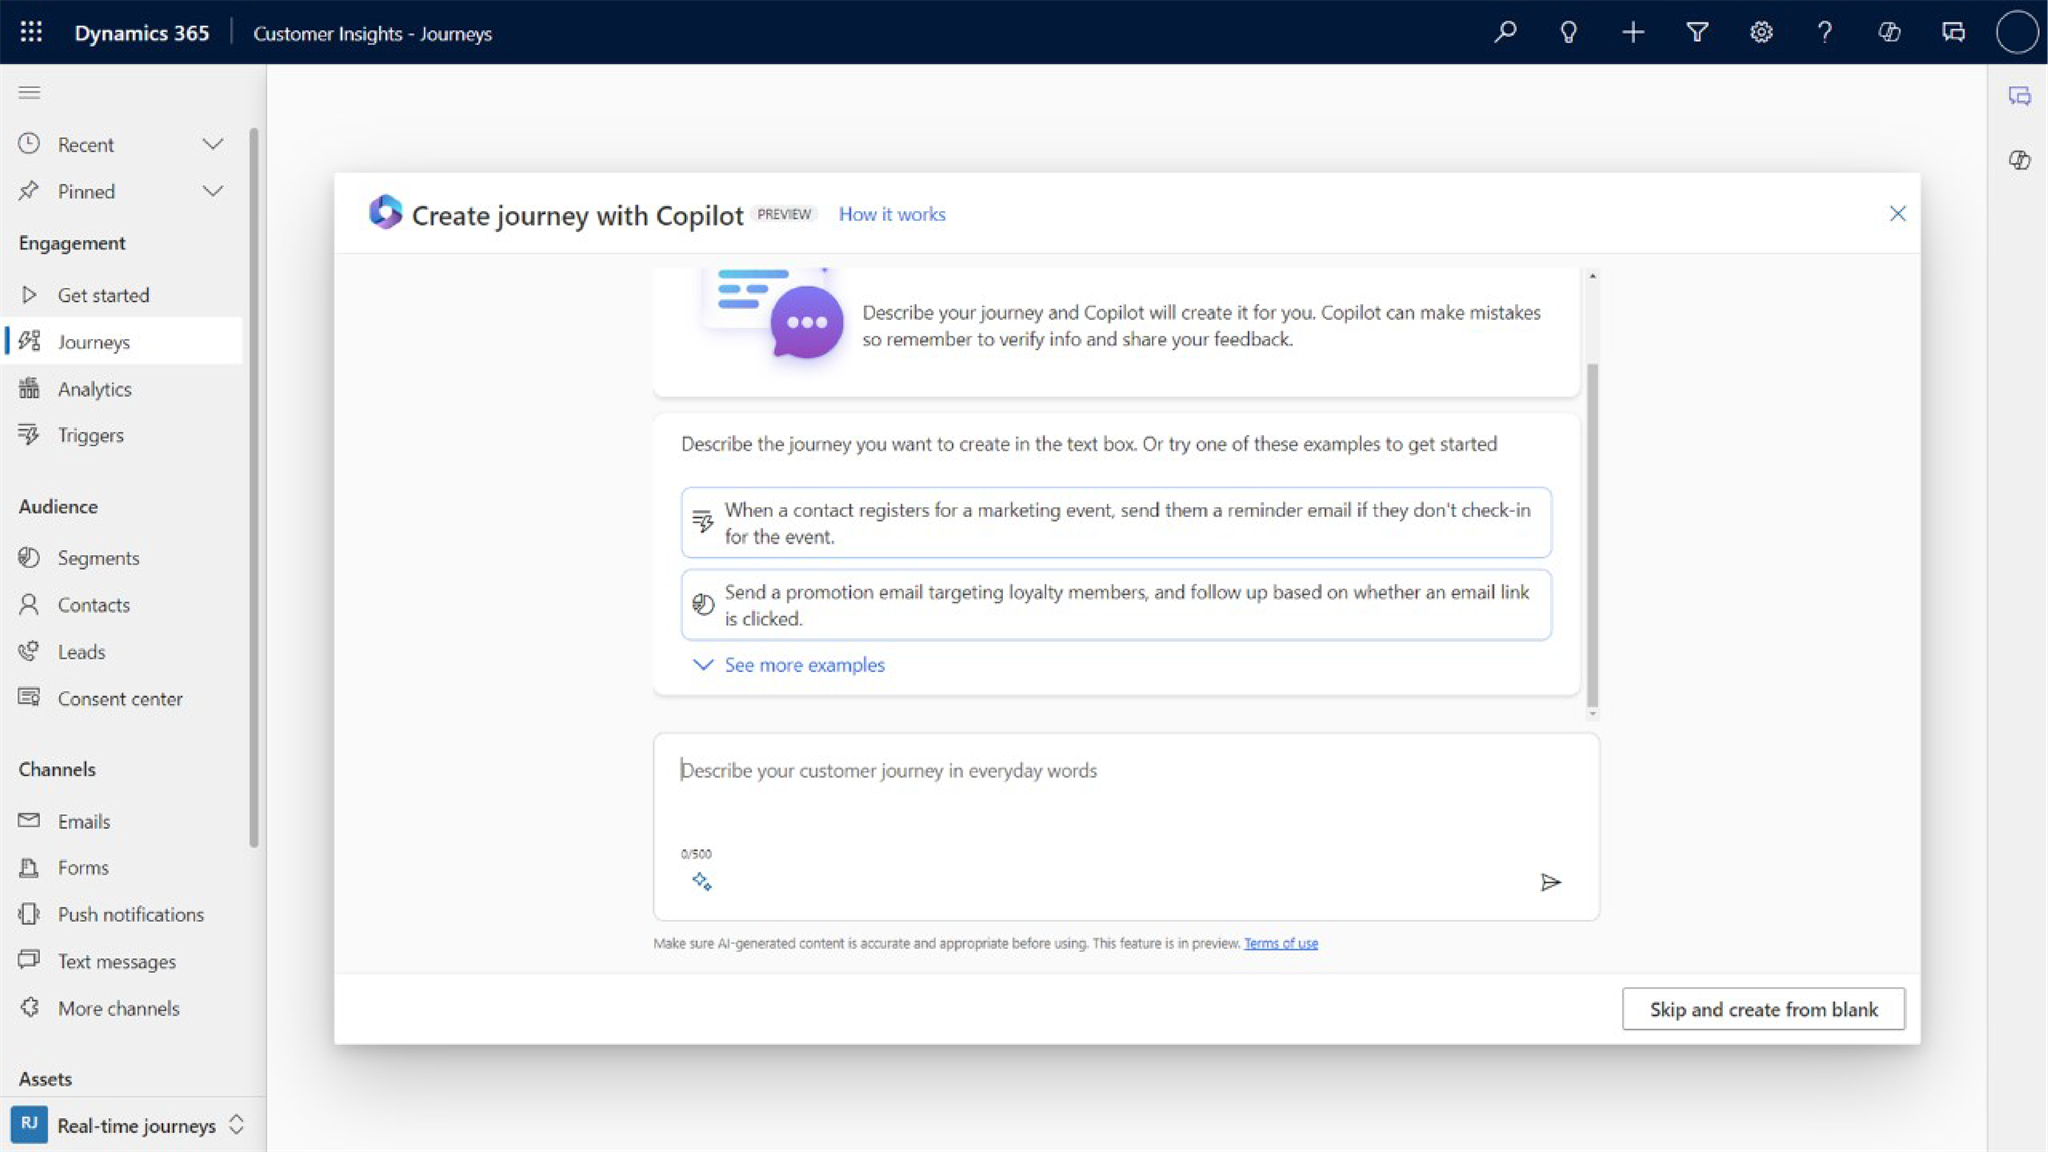 Dynamics 365
Customer Insights - Journeys
Recent
Pinned
Engagement
Get started
Journeys
Analytics
Triggers
Audience
Segments
Contacts
Leads
Consent center
Channels
Emails
Forms
Push notifications
Text messages
More channels
Assets
RJ
Real-time journeys
Create journey with Copilot
PREVIEW
How it works
Describe your journey and Copilot will create it for you. Copilot can make mistakes
so remember to verify info and share your feedback.
Describe the journey you want to create in the text box. Or try one of these examples to get started
When a contact registers for a marketing event, send them a reminder email if they don't check-in
for the event.
Send a promotion email targeting loyalty members, and follow up based on whether an email link
is clicked.
See more examples
Describe your customer journey in everyday words
0/500
Make sure AI-generated content is accurate and appropriate before using. This feature is in preview. Terms of use
Skip and create from blank